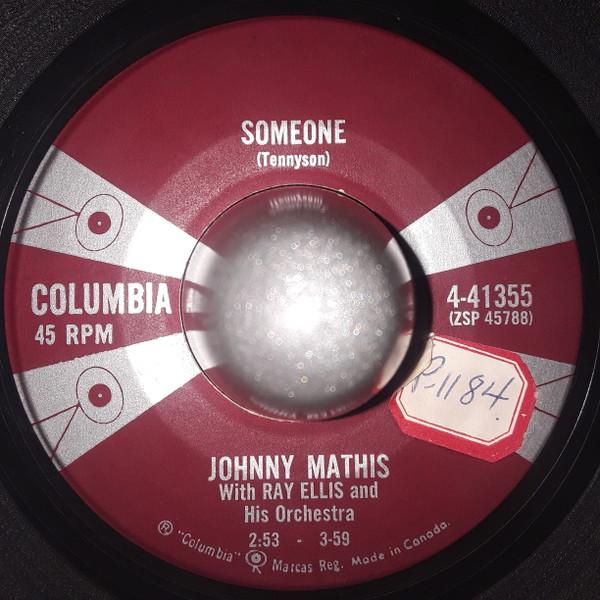 SOMEONE
(Tennyson)
COLUMBIA
45 RPM
4-41355
(ZSP 45788)
P-1184.
JOHNNY MATHIS
With RAY ELLIS and
His Orchestra
2:53 - 3-59
® "Columbia" Marcas Reg. Made in Canada.